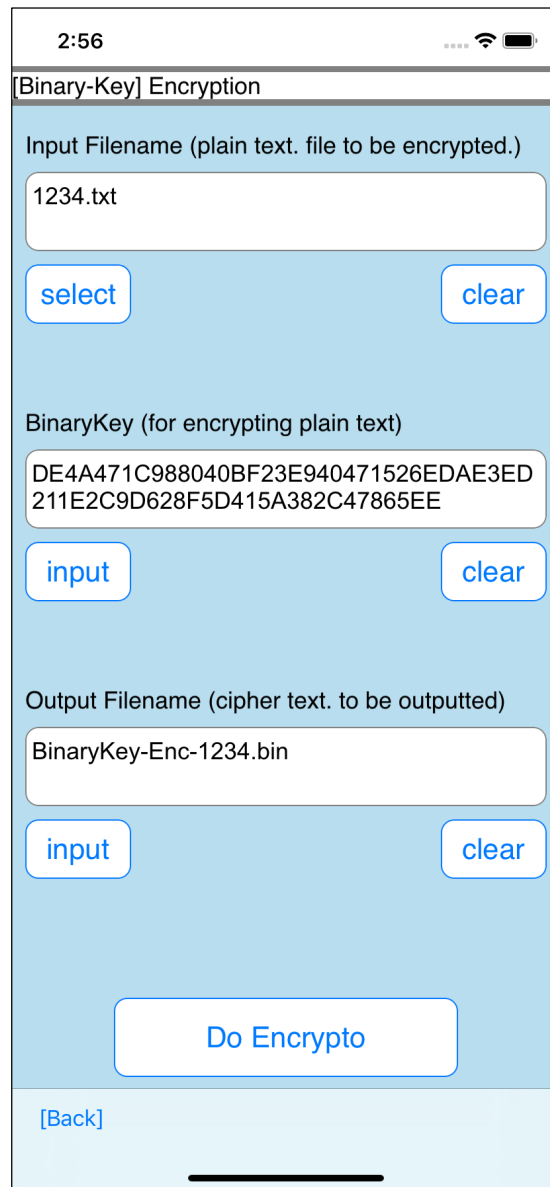 2:56
[Binary-Key] Encryption
Input Filename (plain text. file to be encrypted.)
1234.txt
select clear
BinaryKey (for encrypting plain text)
DE4A471C988040BF23E940471526EDAE3ED
211E2C9D628F5D415A382C47865EE
input clear
Output Filename (cipher text. to be outputted)
BinaryKey-Enc-1234.bin
input clear
Do Encrypto
[Back]